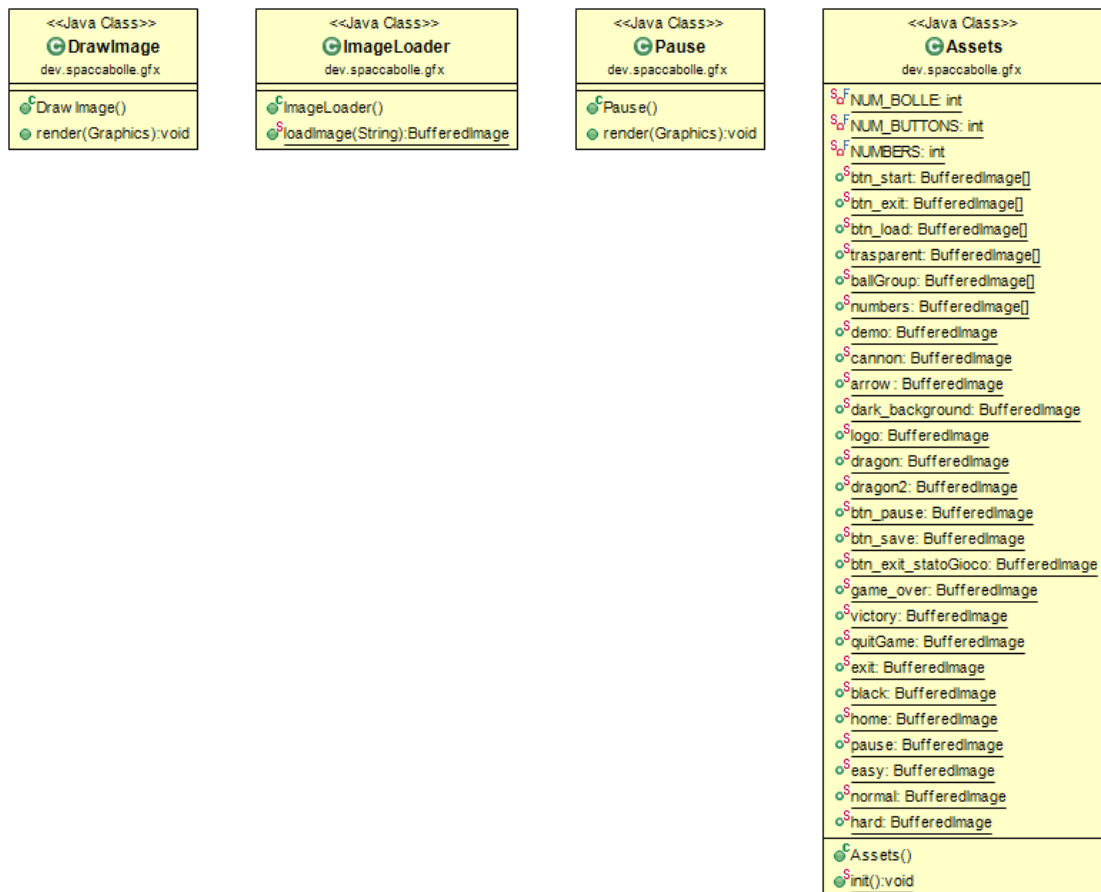 <<Java Class>>
DrawImage
dev.spaccabolle.gfx
DrawImage()
render(Graphics):void
<<Java Class>>
ImageLoader
dev.spaccabolle.gfx
ImageLoader()
loadImage(String):BufferedImage
<<Java Class>>
Pause
dev.spaccabolle.gfx
Pause()
render(Graphics):void
<<Java Class>>
Assets
dev.spaccabolle.gfx
NUM_BOLLE: int
NUM_BUTTONS: int
NUMBERS: int
btn_start: BufferedImage[]
btn_exit: BufferedImage[]
btn_load: BufferedImage[]
trasparent: BufferedImage[]
ballGroup: BufferedImage[]
numbers: BufferedImage[]
demo: BufferedImage
cannon: BufferedImage
arrow: BufferedImage
dark_background: BufferedImage
logo: BufferedImage
dragon: BufferedImage
dragon2: BufferedImage
btn_pause: BufferedImage
btn_save: BufferedImage
btn_exit_statoGioco: BufferedImage
game_over: BufferedImage
victory: BufferedImage
quitGame: BufferedImage
exit: BufferedImage
black: BufferedImage
home: BufferedImage
pause: BufferedImage
easy: BufferedImage
normal: BufferedImage
hard: BufferedImage
Assets()
init():void